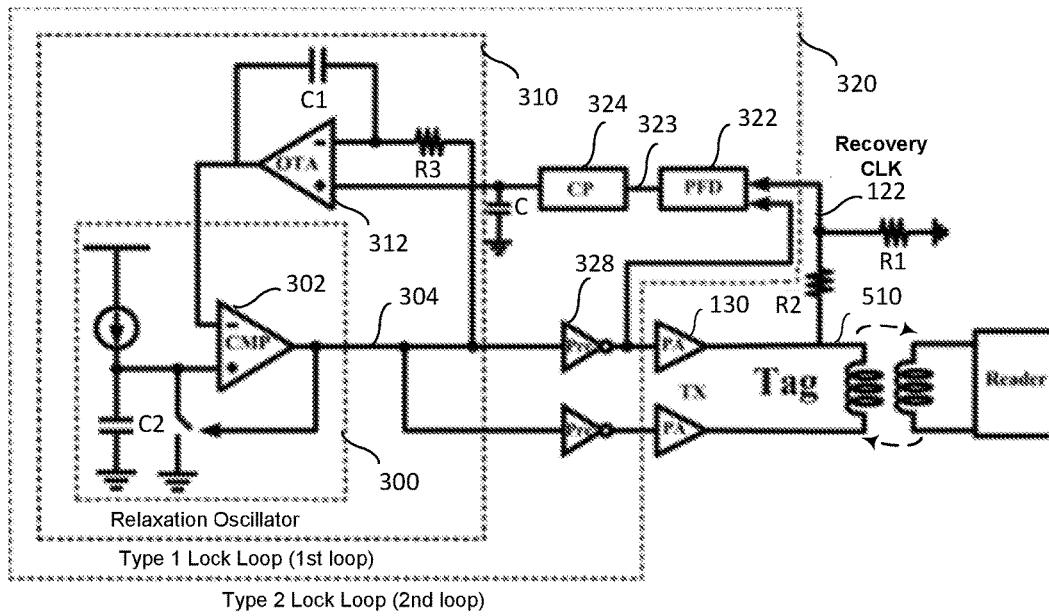 C1
310
320
OTA
R3
324
323
322
CP
PFD
Recovery
CLK
122
C
312
R1
302
304
328
R2
130
510
CMP
Pre
PA
C2
TX
Tag
Reader
Pre
PA
300
Relaxation Oscillator
Type 1 Lock Loop (1st loop)
Type 2 Lock Loop (2nd loop)